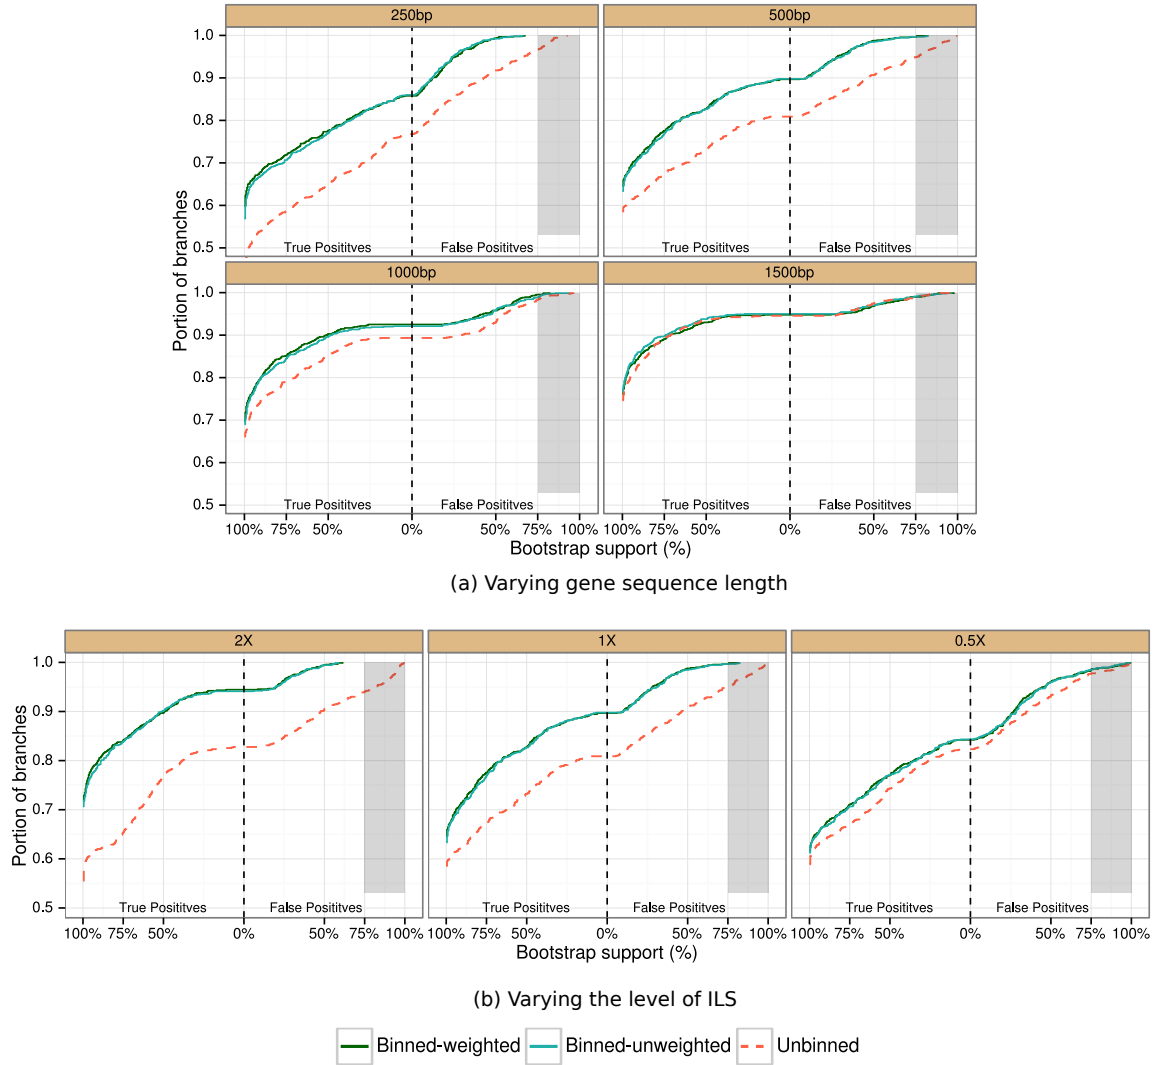 250bp 500bp
1.0
0.9
0.8
0.7
0.6
0.5
True Posititves False Posititves True Posititves False Posititves
1000bp 1500bp
1.0
0.9
0.8
0.7
0.6
0.5
True Posititves False Posititves True Posititves False Posititves
100% 75% 50% 0% 50% 75% 100% 100% 75% 50% 0% 50% 75% 100%
Portion of branches
Bootstrap support (%)
(a) Varying gene sequence length
2X 1X 0.5X
1.0
0.9
0.8
0.7
0.6
0.5
True Posititves False Posititves True Posititves False Posititves True Posititves False Posititves
100% 75% 50% 0% 50% 75% 100% 100% 75% 50% 0% 50% 75% 100% 100% 75% 50% 0% 50% 75% 100%
Portion of branches
Bootstrap support (%)
(b) Varying the level of ILS
Binned-weighted Binned-unweighted Unbinned